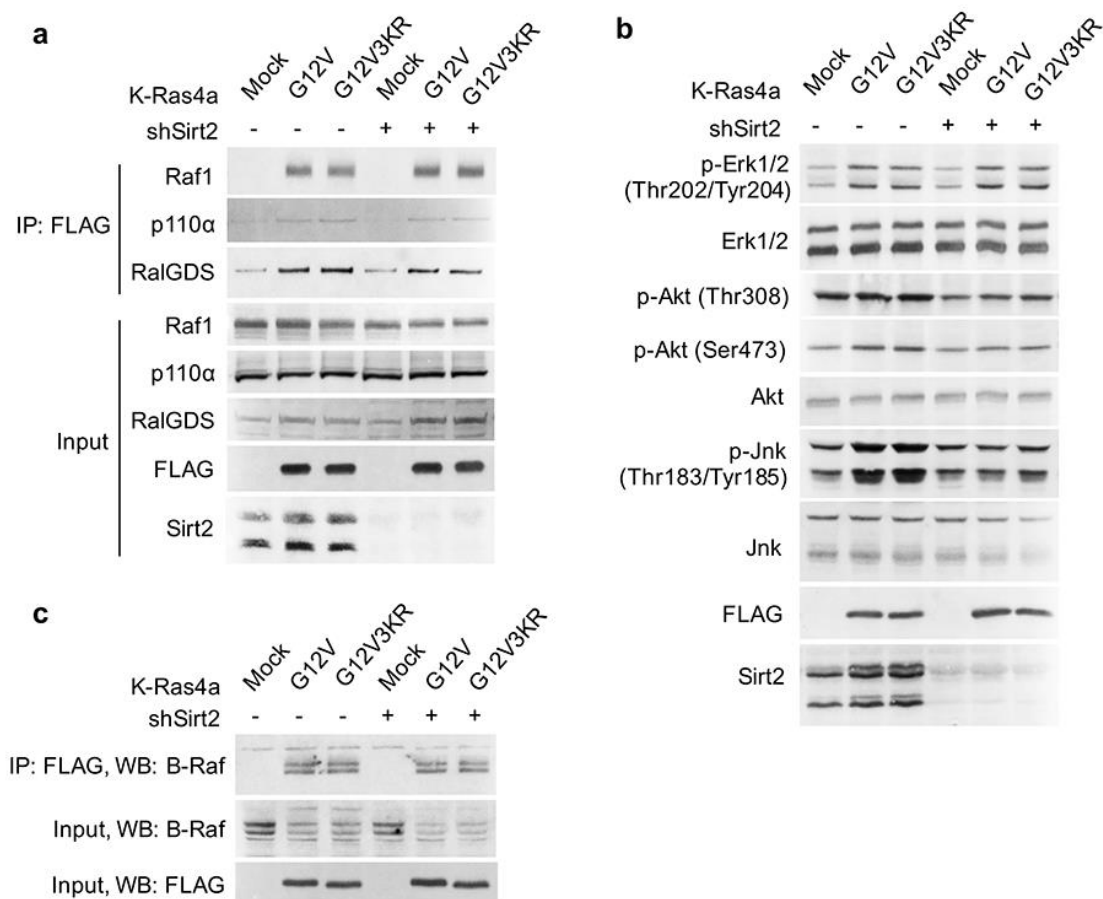 a
Mock G12V G12V3KR Mock G12V G12V3KR
K-Ras4a
shSirt2 - - - + + +
IP: FLAG
Raf1
p110α
RalGDS
Input
Raf1
p110α
RalGDS
FLAG
Sirt2
b
Mock G12V G12V3KR Mock G12V G12V3KR
K-Ras4a
shSirt2 - - - + + +
p-Erk1/2
(Thr202/Tyr204)
Erk1/2
p-Akt (Thr308)
p-Akt (Ser473)
Akt
p-Jnk
(Thr183/Tyr185)
Jnk
FLAG
Sirt2
c
Mock G12V G12V3KR Mock G12V G12V3KR
K-Ras4a
shSirt2 - - - + + +
IP: FLAG, WB: B-Raf
Input, WB: B-Raf
Input, WB: FLAG